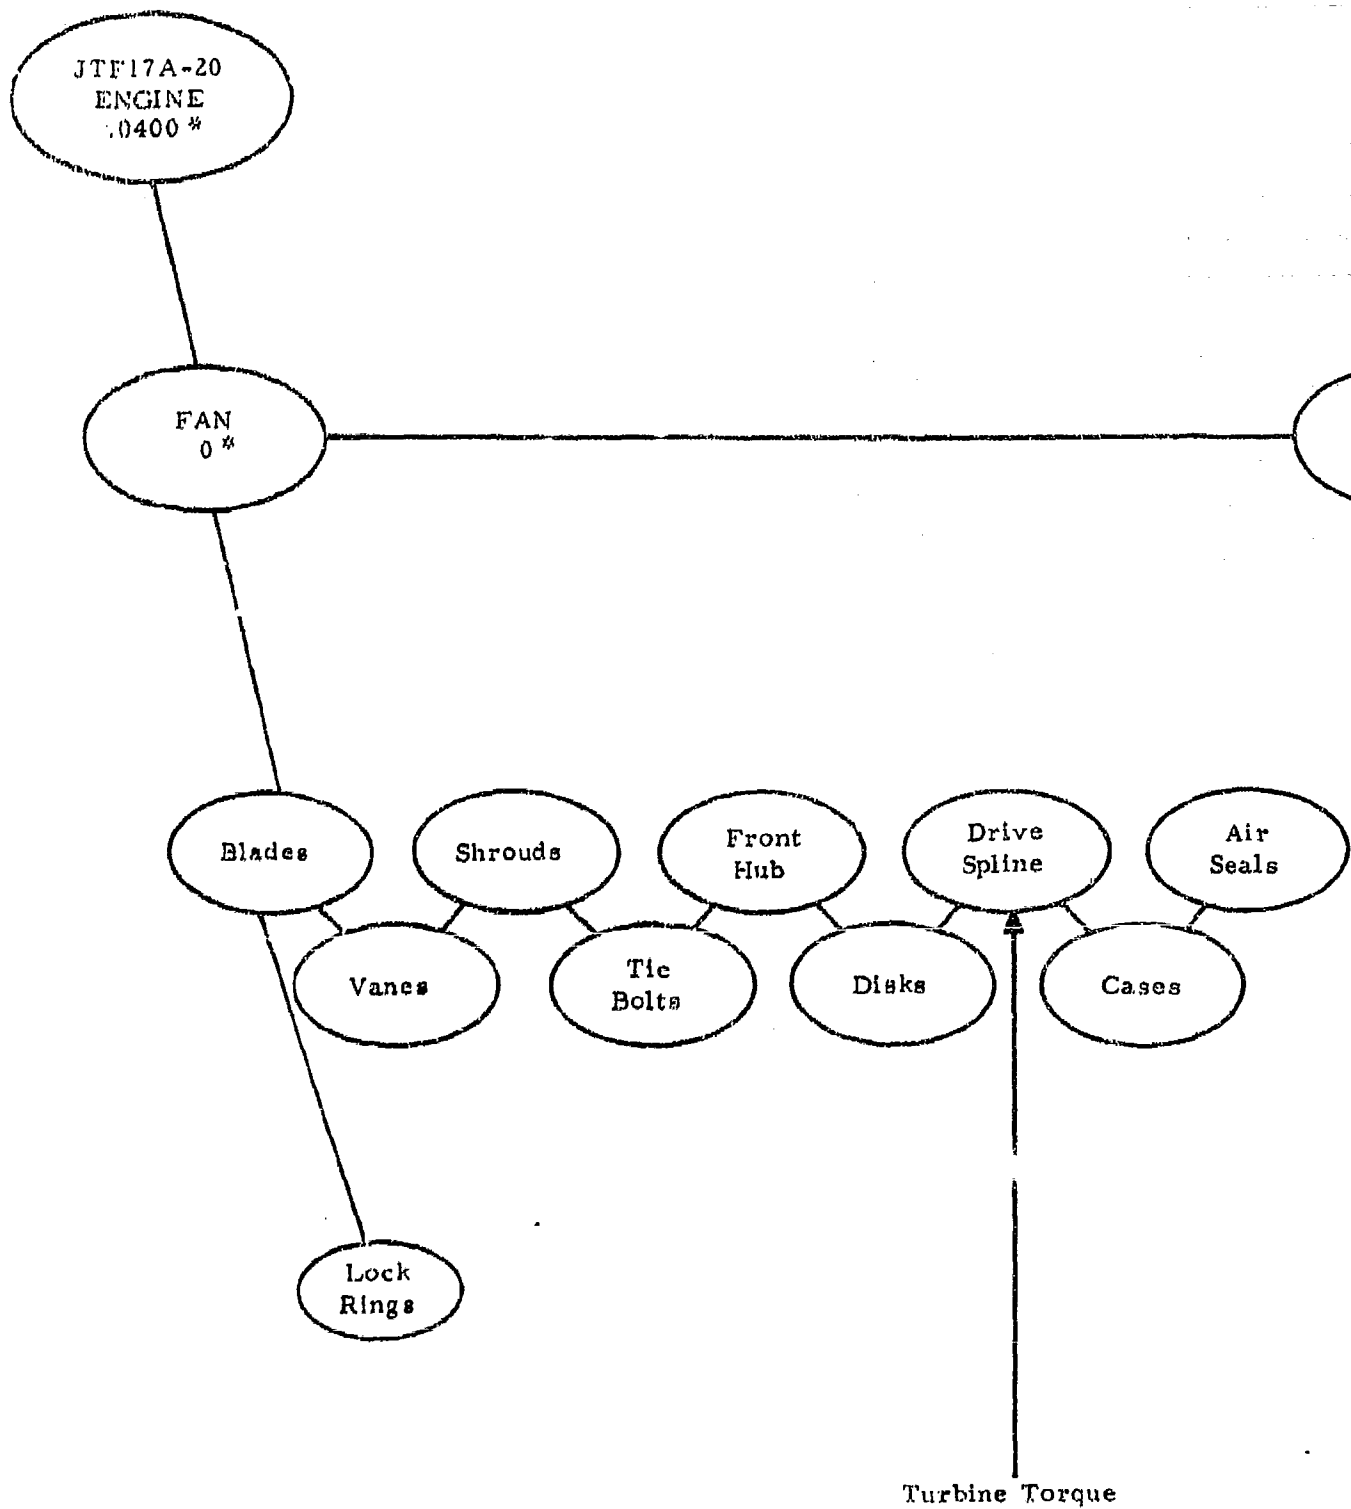 JTF17A-20
ENGINE
.0400*
FAN
0*
Blades
Shrouds
Front
Hub
Drive
Spline
Air
Seals
Vanes
Tie
Bolts
Disks
Cases
Lock
Rings
Turbine Torque